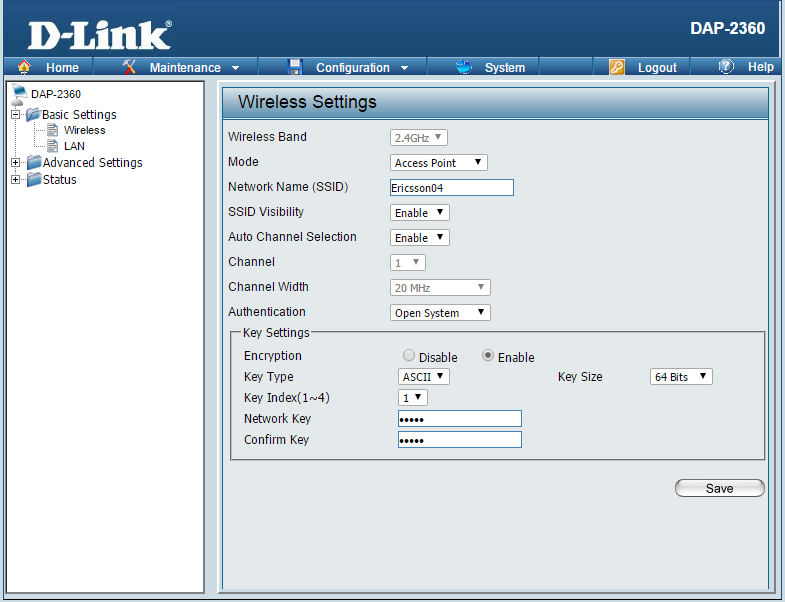 D-Link®
DAP-2360
Home Maintenance Configuration System Logout Help
DAP-2360
Basic Settings
Wireless
LAN
Advanced Settings
Status
Wireless Settings
Wireless Band 2.4GHz
Mode Access Point
Network Name (SSID) Ericsson04
SSID Visibility Enable
Auto Channel Selection Enable
Channel 1
Channel Width 20 MHz
Authentication Open System
Key Settings
Encryption Disable Enable
Key Type ASCII Key Size 64 Bits
Key Index(1~4) 1
Network Key •••••
Confirm Key •••••
Save